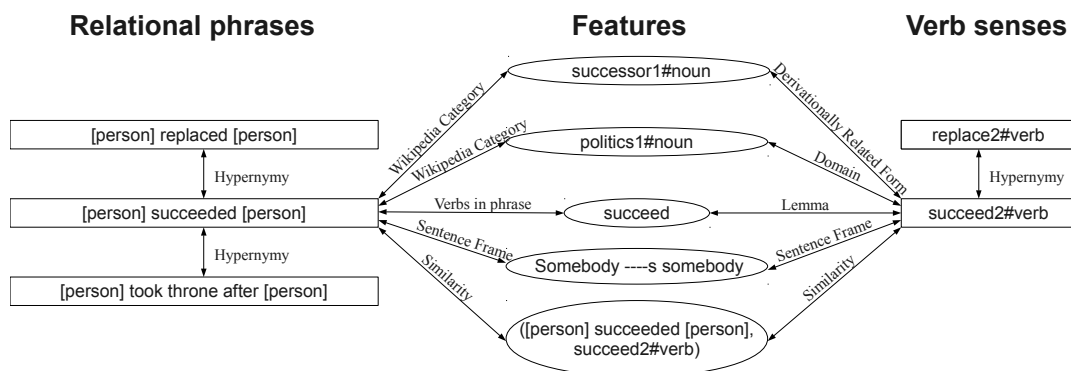 Relational phrases
Features
Verb senses
successor1#noun
Wikipedia Category
Derivationally Related Form
[person] replaced [person]
politics1#noun
replace2#verb
Wikipedia Category
Domain
Hypernymy
Hypernymy
[person] succeeded [person]
Verbs in phrase
succeed
Lemma
succeed2#verb
Sentence Frame
Sentence Frame
Hypernymy
Somebody ----s somebody
Similarity
Similarity
[person] took throne after [person]
([person] succeeded [person],
succeed2#verb)